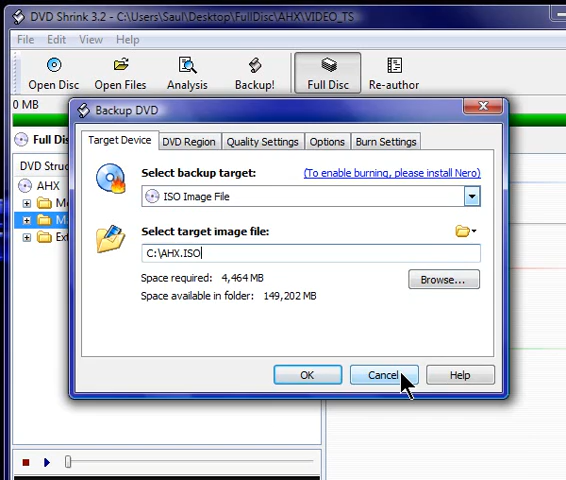 DVD Shrink 3.2 - C:\Users\Saul\Desktop\FullDisc\AHX\VIDEO_TS
File Edit View Help
Open Disc Open Files Analysis Backup! Full Disc Re-author
0 MB
Backup DVD
Full Dis
Target Device DVD Region Quality Settings Options Burn Settings
DVD Struc
Select backup target: (To enable burning, please install Nero)
AHX
ISO Image File
Select target image file:
C:\AHX.ISO
Space required: 4,464 MB Browse...
Space available in folder: 149,202 MB
OK Cancel Help